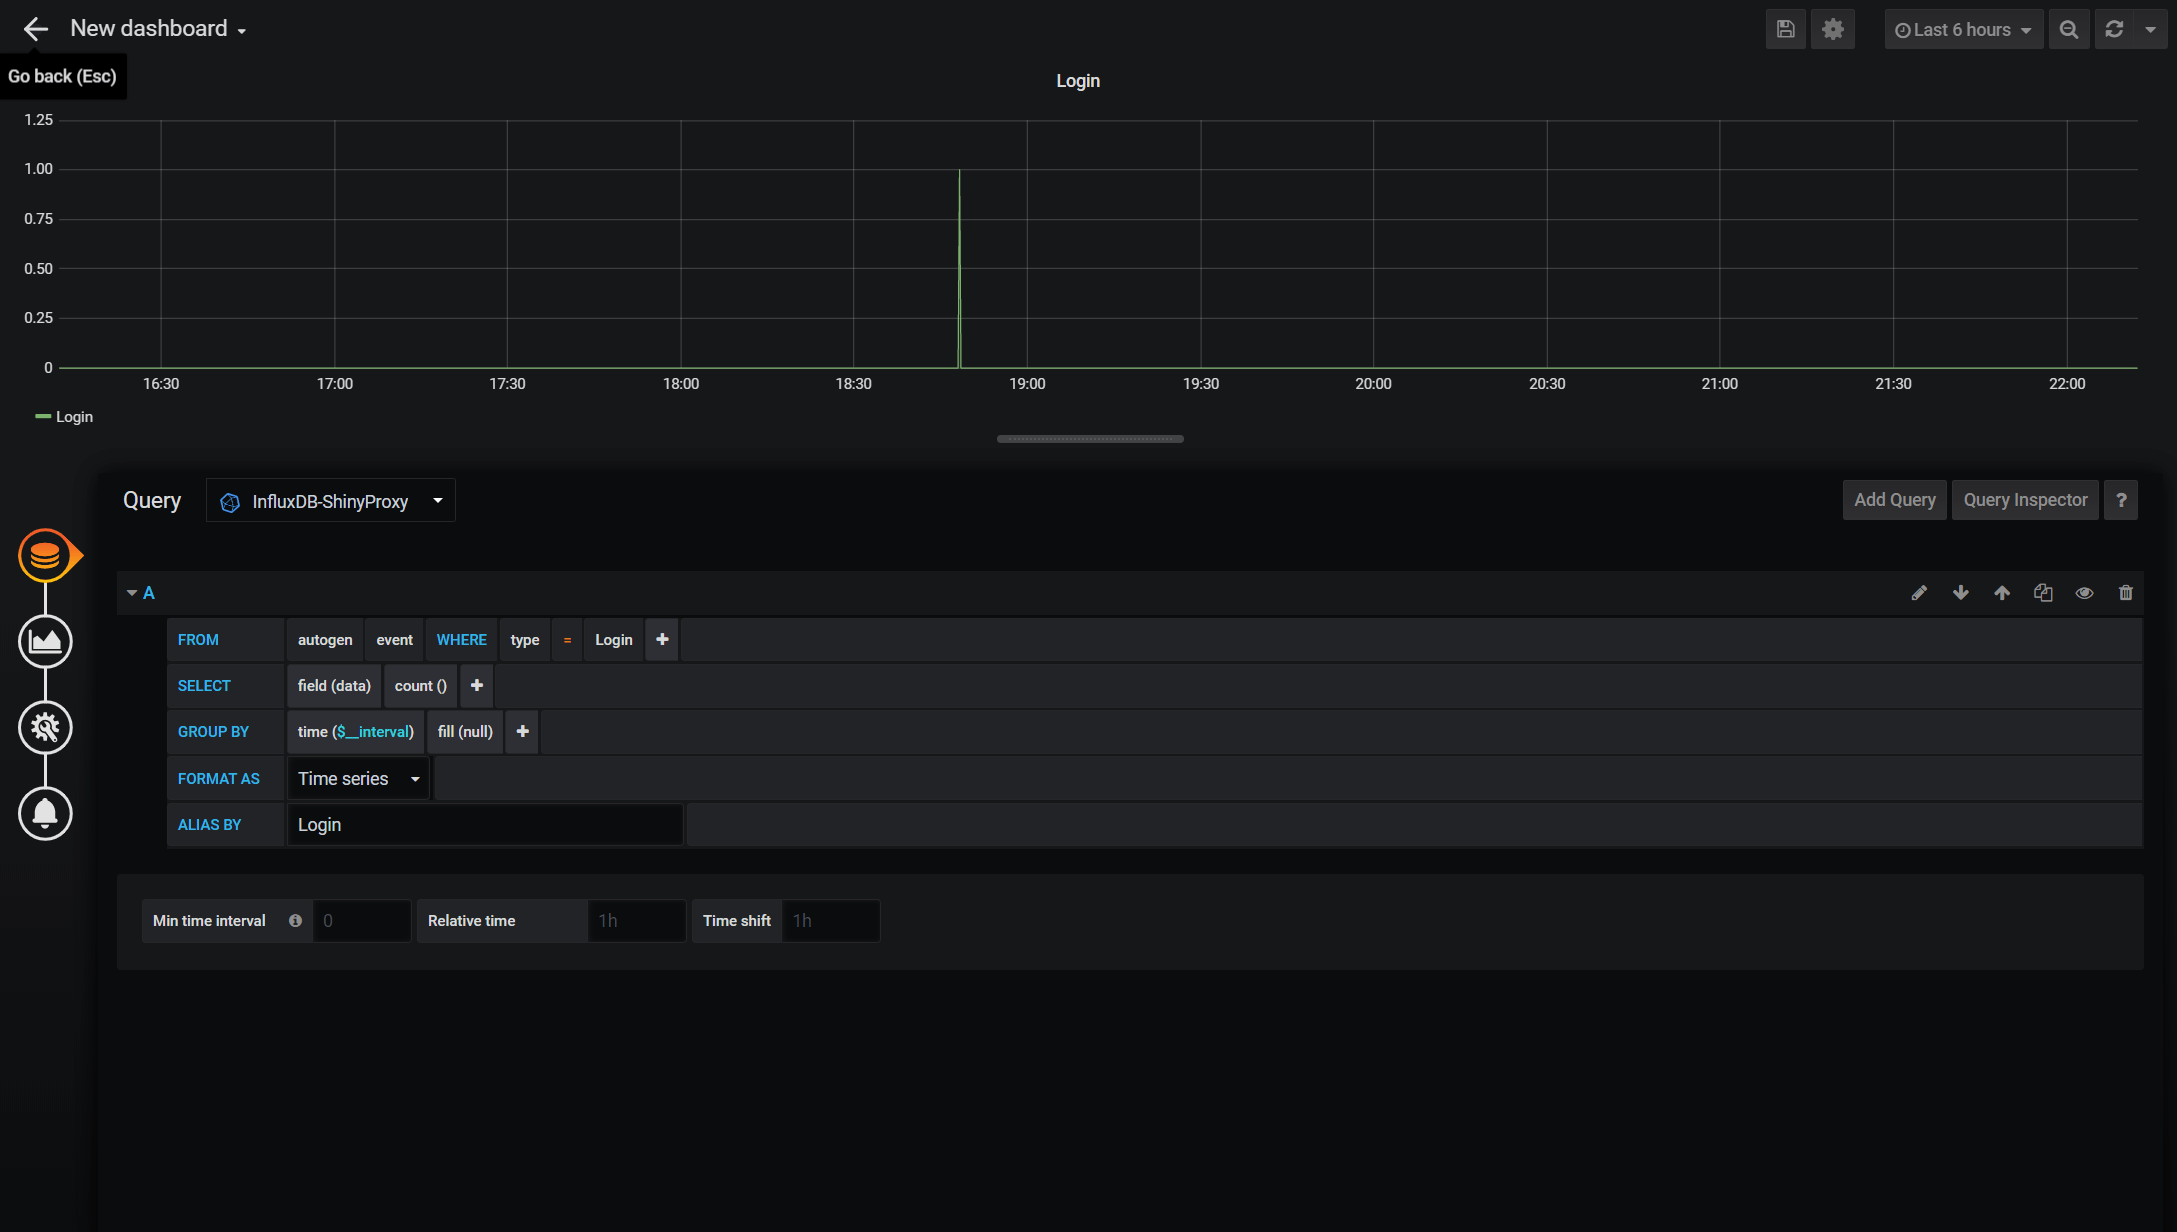 New dashboard
Last 6 hours
Go back (Esc)
Login
1.25
1.00
0.75
0.50
0.25
0
16:30 17:00 17:30 18:00 18:30 19:00 19:30 20:00 20:30 21:00 21:30 22:00
Login
Query InfluxDB-ShinyProxy Add Query Query Inspector ?
A
FROM autogen event WHERE type = Login +
SELECT field (data) count () +
GROUP BY time ($__interval) fill (null) +
FORMAT AS Time series
ALIAS BY Login
Min time interval 0 Relative time 1h Time shift 1h